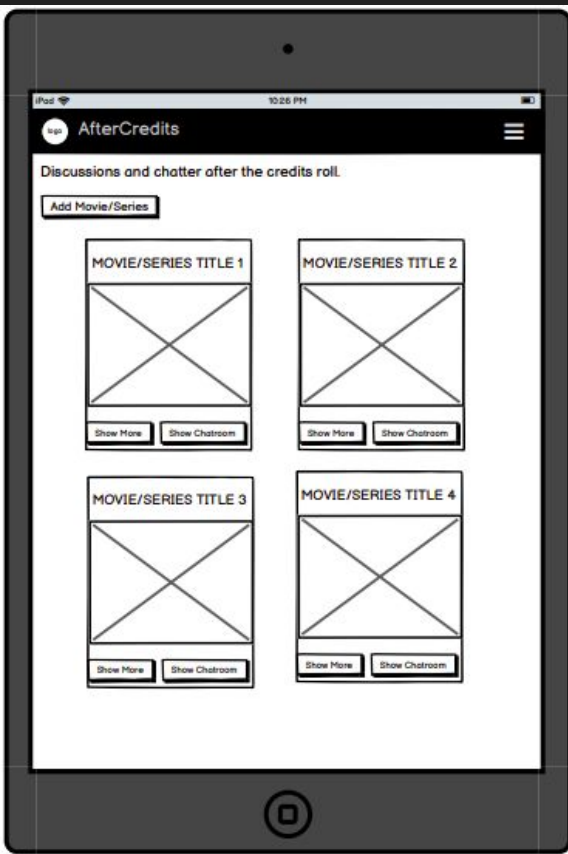 iPad 10:26 PM
logo AfterCredits
Discussions and chatter after the credits roll.
Add Movie/Series
MOVIE/SERIES TITLE 1
MOVIE/SERIES TITLE 2
Show More Show Chatroom
Show More Show Chatroom
MOVIE/SERIES TITLE 3
MOVIE/SERIES TITLE 4
Show More Show Chatroom
Show More Show Chatroom